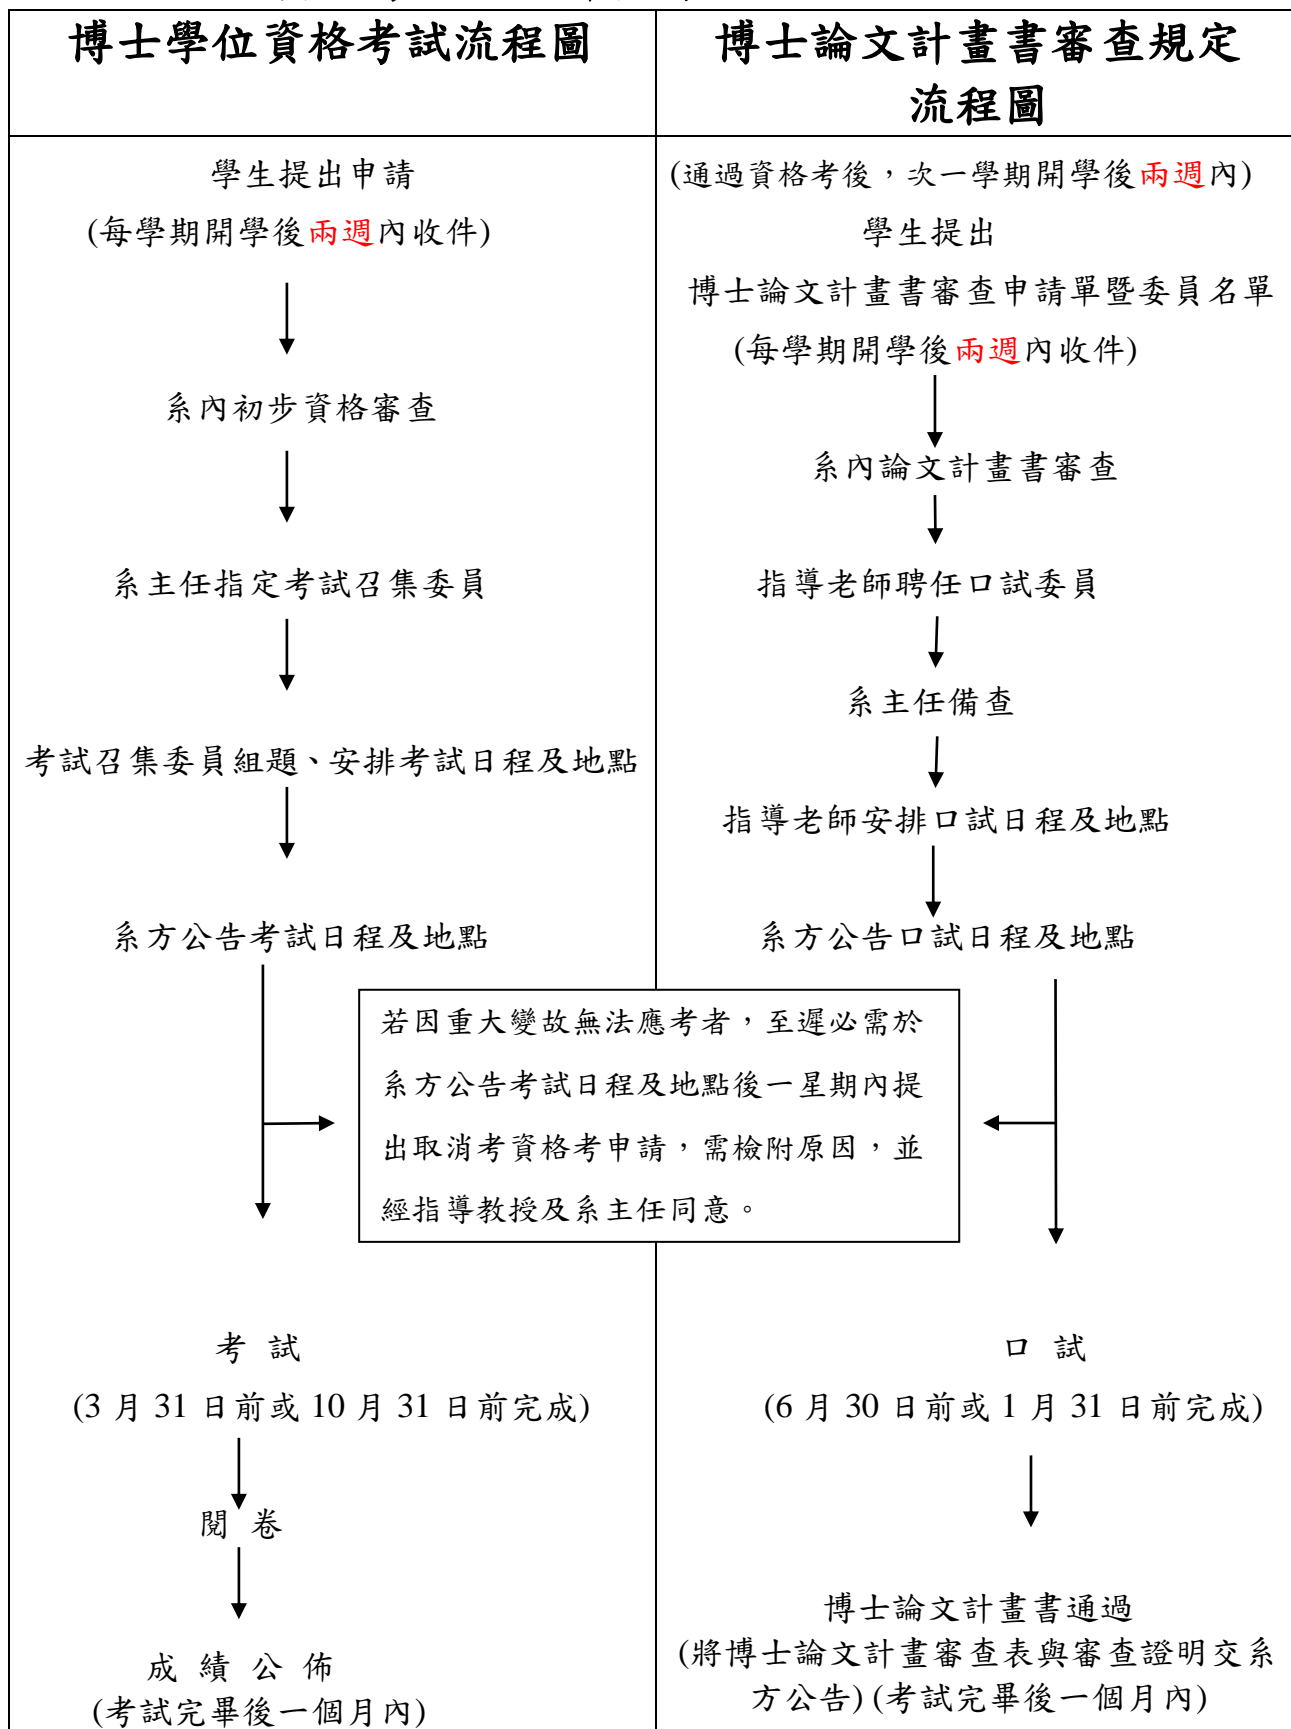 博士學位資格考試流程圖
學生提出申請
(每學期開學後兩週內收件)
系內初步資格審查
系主任指定考試召集委員
考試召集委員組題、安排考試日程及地點
系方公告考試日程及地點
考 試
(3 月 31 日前或 10 月 31 日前完成)
閱 卷
成 績 公 佈
(考試完畢後一個月內)
博士論文計畫書審查規定
流程圖
(通過資格考後，次一學期開學後兩週內)
學生提出
博士論文計畫書審查申請單暨委員名單
(每學期開學後兩週內收件)
系內論文計畫書審查
指導老師聘任口試委員
系主任備查
指導老師安排口試日程及地點
系方公告口試日程及地點
若因重大變故無法應考者，至遲必需於
系方公告考試日程及地點後一星期內提
出取消考資格考申請，需檢附原因，並
經指導教授及系主任同意。
口 試
(6 月 30 日前或 1 月 31 日前完成)
博士論文計畫書通過
(將博士論文計畫審查表與審查證明交系
方公告) (考試完畢後一個月內)